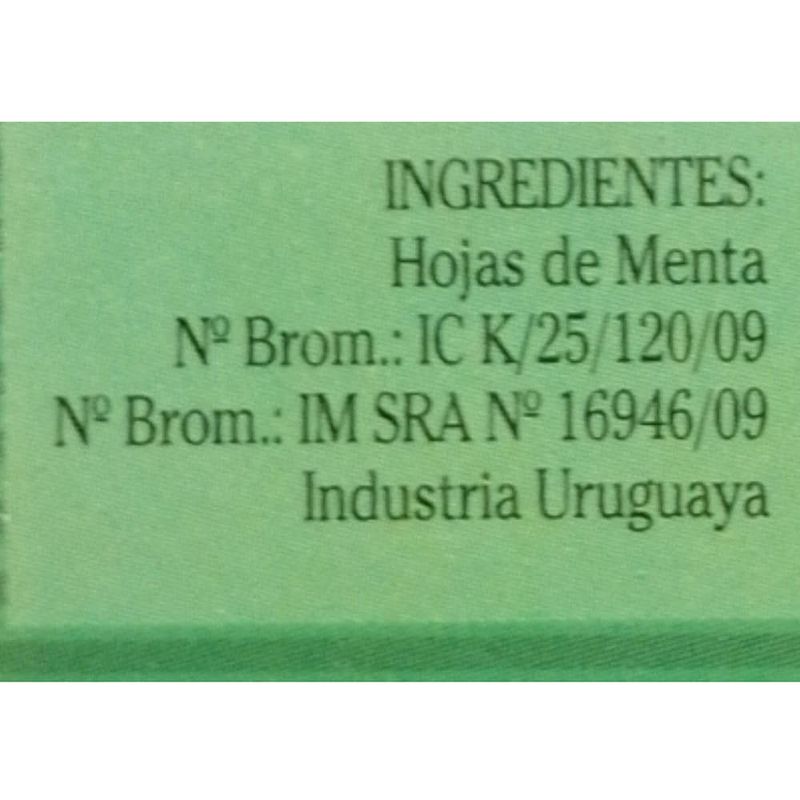 INGREDIENTES:
Hojas de Menta
Nº Brom.: IC K/25/120/09
Nº Brom.: IM SRA Nº 16946/09
Industria Uruguaya